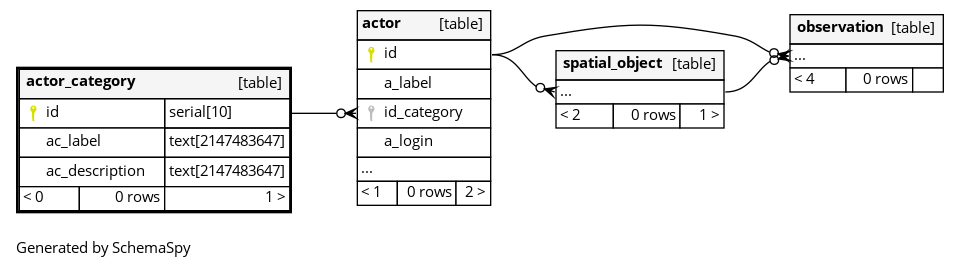 actor_category [table]
id serial[10]
ac_label text[2147483647]
ac_description text[2147483647]
< 0 0 rows 1 >
actor [table]
id
a_label
id_category
a_login
...
< 1 0 rows 2 >
spatial_object [table]
...
< 2 0 rows 1 >
observation [table]
...
< 4 0 rows
Generated by SchemaSpy